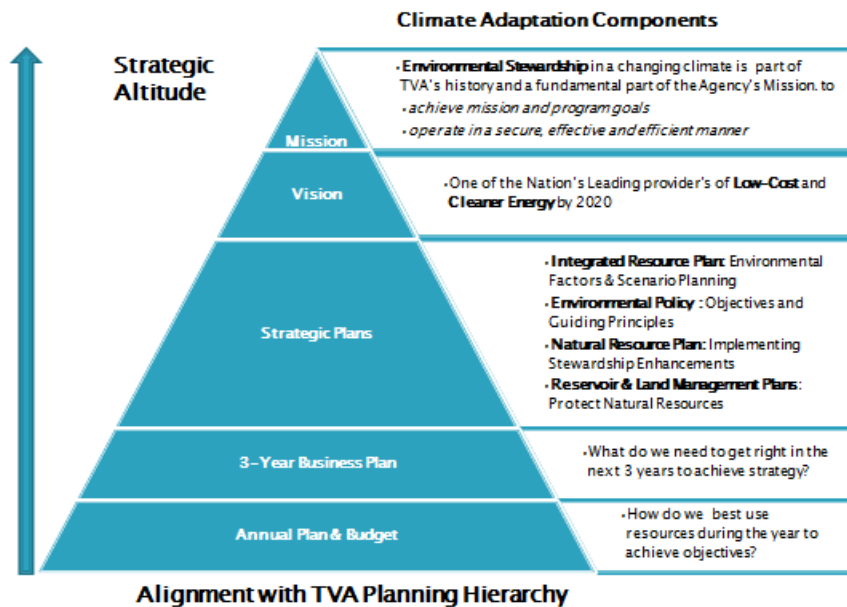 Climate Adaptation Components
Strategic
Altitude
• Environmental Stewardship in a changing climate is part of
TVA's history and a fundamental part of the Agency's Mission. to
• achieve mission and program goals
• operate in a secure, effective and efficient manner
Mission
Vision
• One of the Nation's Leading provider's of Low-Cost and
Cleaner Energy by 2020
Strategic Plans
• Integrated Resource Plan: Environmental
Factors & Scenario Planning
• Environmental Policy : Objectives and
Guiding Principles
• Natural Resource Plan: Implementing
Stewardship Enhancements
• Reservoir & Land Management Plans :
Protect Natural Resources
3-Year Business Plan
• What do we need to get right in the
next 3 years to achieve strategy?
Annual Plan & Budget
• How do we best use
resources during the year to
achieve objectives?
Alignment with TVA Planning Hierarchy